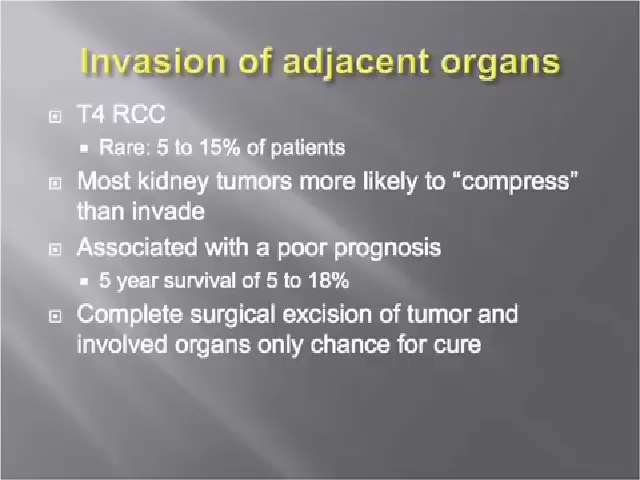 Invasion of adjacent organs
T4 RCC
Rare: 5 to 15% of patients
Most kidney tumors more likely to “compress”
than invade
Associated with a poor prognosis
5 year survival of 5 to 18%
Complete surgical excision of tumor and
involved organs only chance for cure